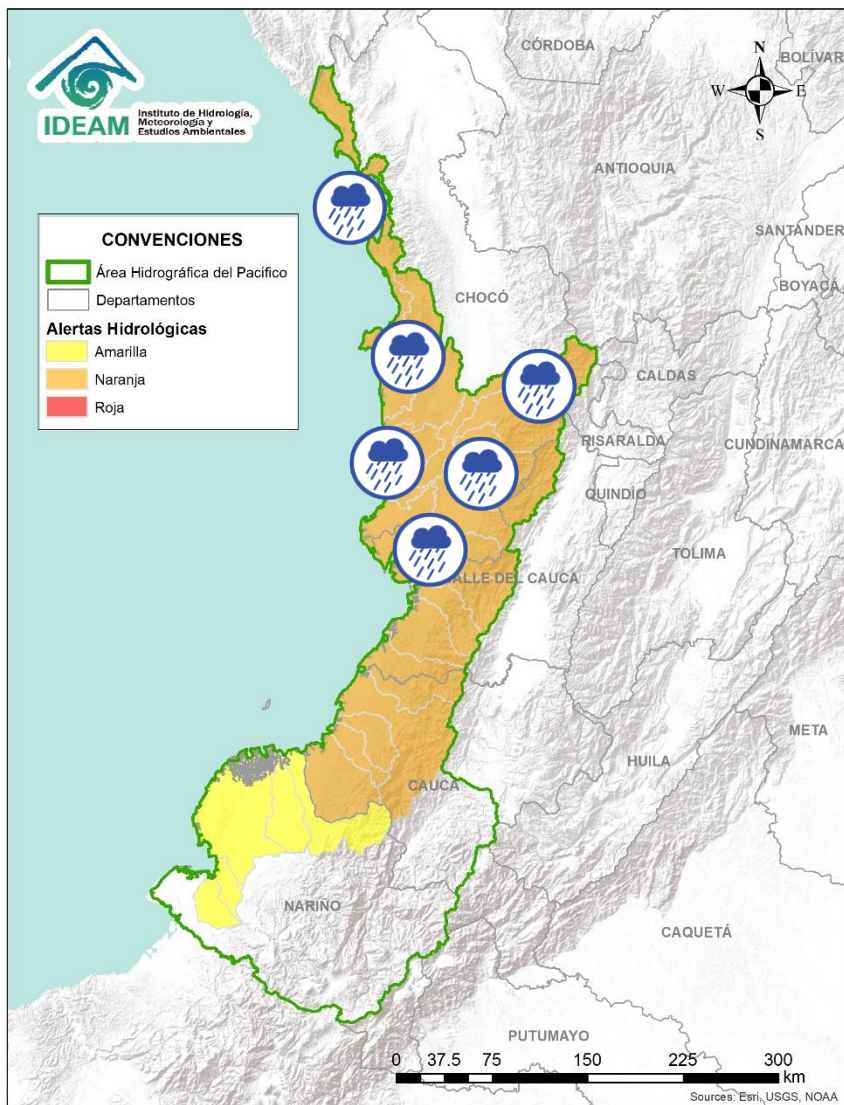 IDEAM
Instituto de Hidrología,
Meteorología y
Estudios Ambientales
CÓRDOBA
BOLÍVAR
N
W
E
S
ANTIOQUIA
SANTANDER
CONVENCIONES
Área Hidrográfica del Pacifico
Departamentos
Alertas Hidrológicas
Amarilla
Naranja
Roja
BOYACÁ
CHOCÓ
CALDAS
RISARALDA
CUNDINAMARCA
QUINDÍO
TOLIMA
ALLE DEL CAUCA
META
HUILA
CAUCA
NARIÑO
CAQUETÁ
PUTUMAYO
0 37.5 75 150 225 300
km
Sources: Esri, USGS, NOAA